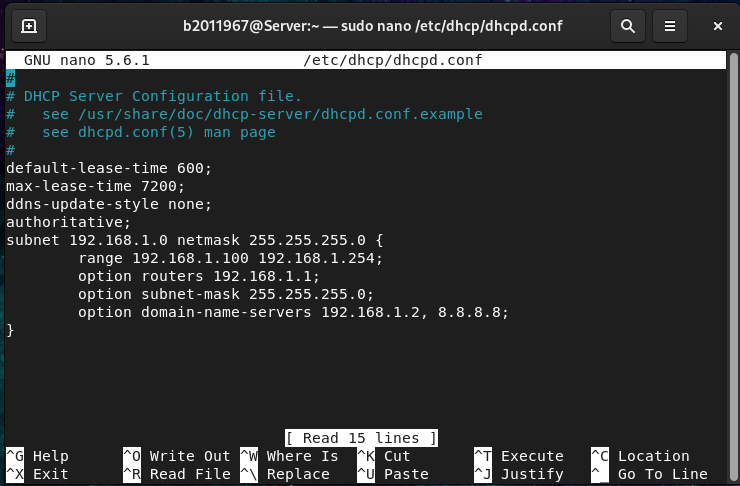 b2011967@Server:~ — sudo nano /etc/dhcp/dhcpd.conf
GNU nano 5.6.1 /etc/dhcp/dhcpd.conf
#
# DHCP Server Configuration file.
#   see /usr/share/doc/dhcp-server/dhcpd.conf.example
#   see dhcpd.conf(5) man page
#
default-lease-time 600;
max-lease-time 7200;
ddns-update-style none;
authoritative;
subnet 192.168.1.0 netmask 255.255.255.0 {
        range 192.168.1.100 192.168.1.254;
        option routers 192.168.1.1;
        option subnet-mask 255.255.255.0;
        option domain-name-servers 192.168.1.2, 8.8.8.8;
}
[ Read 15 lines ]
^G Help ^O Write Out ^W Where Is ^K Cut ^T Execute ^C Location
^X Exit ^R Read File ^\ Replace ^U Paste ^J Justify ^_ Go To Line